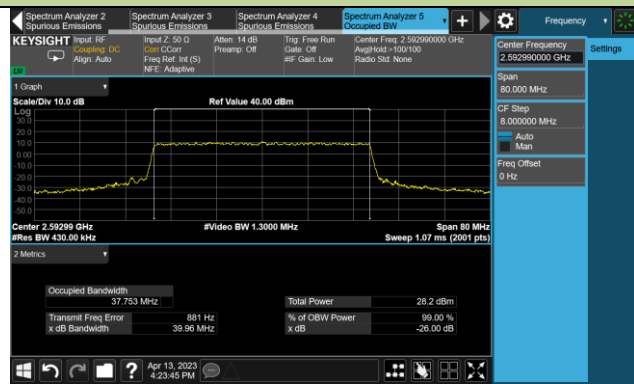 Spectrum Analyzer 2
Spurious Emissions
Spectrum Analyzer 3
Spurious Emissions
Spectrum Analyzer 4
Spurious Emissions
Spectrum Analyzer 5
Occupied BW
Frequency
KEYSIGHT
Input: RF
Coupling: DC
Align: Auto
Input Z: 50 Ω
Corr CCorr
Freq Ref: Int (S)
NFE: Adaptive
Atten: 14 dB
Preamp: Off
Trig: Free Run
Gate: Off
#IF Gain: Low
Center Freq: 2.592990000 GHz
Avg|Hold:>100/100
Radio Std: None
LXI
Center Frequency
2.592990000 GHz
Settings
Span
80.000 MHz
CF Step
8.000000 MHz
Auto
Man
Freq Offset
0 Hz
1 Graph
Scale/Div 10.0 dB
Ref Value 40.00 dBm
Log
30.0
20.0
10.0
0.00
-10.0
-20.0
-30.0
-40.0
-50.0
Center 2.59299 GHz
#Res BW 430.00 kHz
#Video BW 1.3000 MHz
Span 80 MHz
Sweep 1.07 ms (2001 pts)
2 Metrics
Occupied Bandwidth
37.753 MHz
Total Power
28.2 dBm
Transmit Freq Error
881 Hz
% of OBW Power
99.00 %
x dB Bandwidth
39.96 MHz
x dB
-26.00 dB
?
Apr 13, 2023
4:23:45 PM